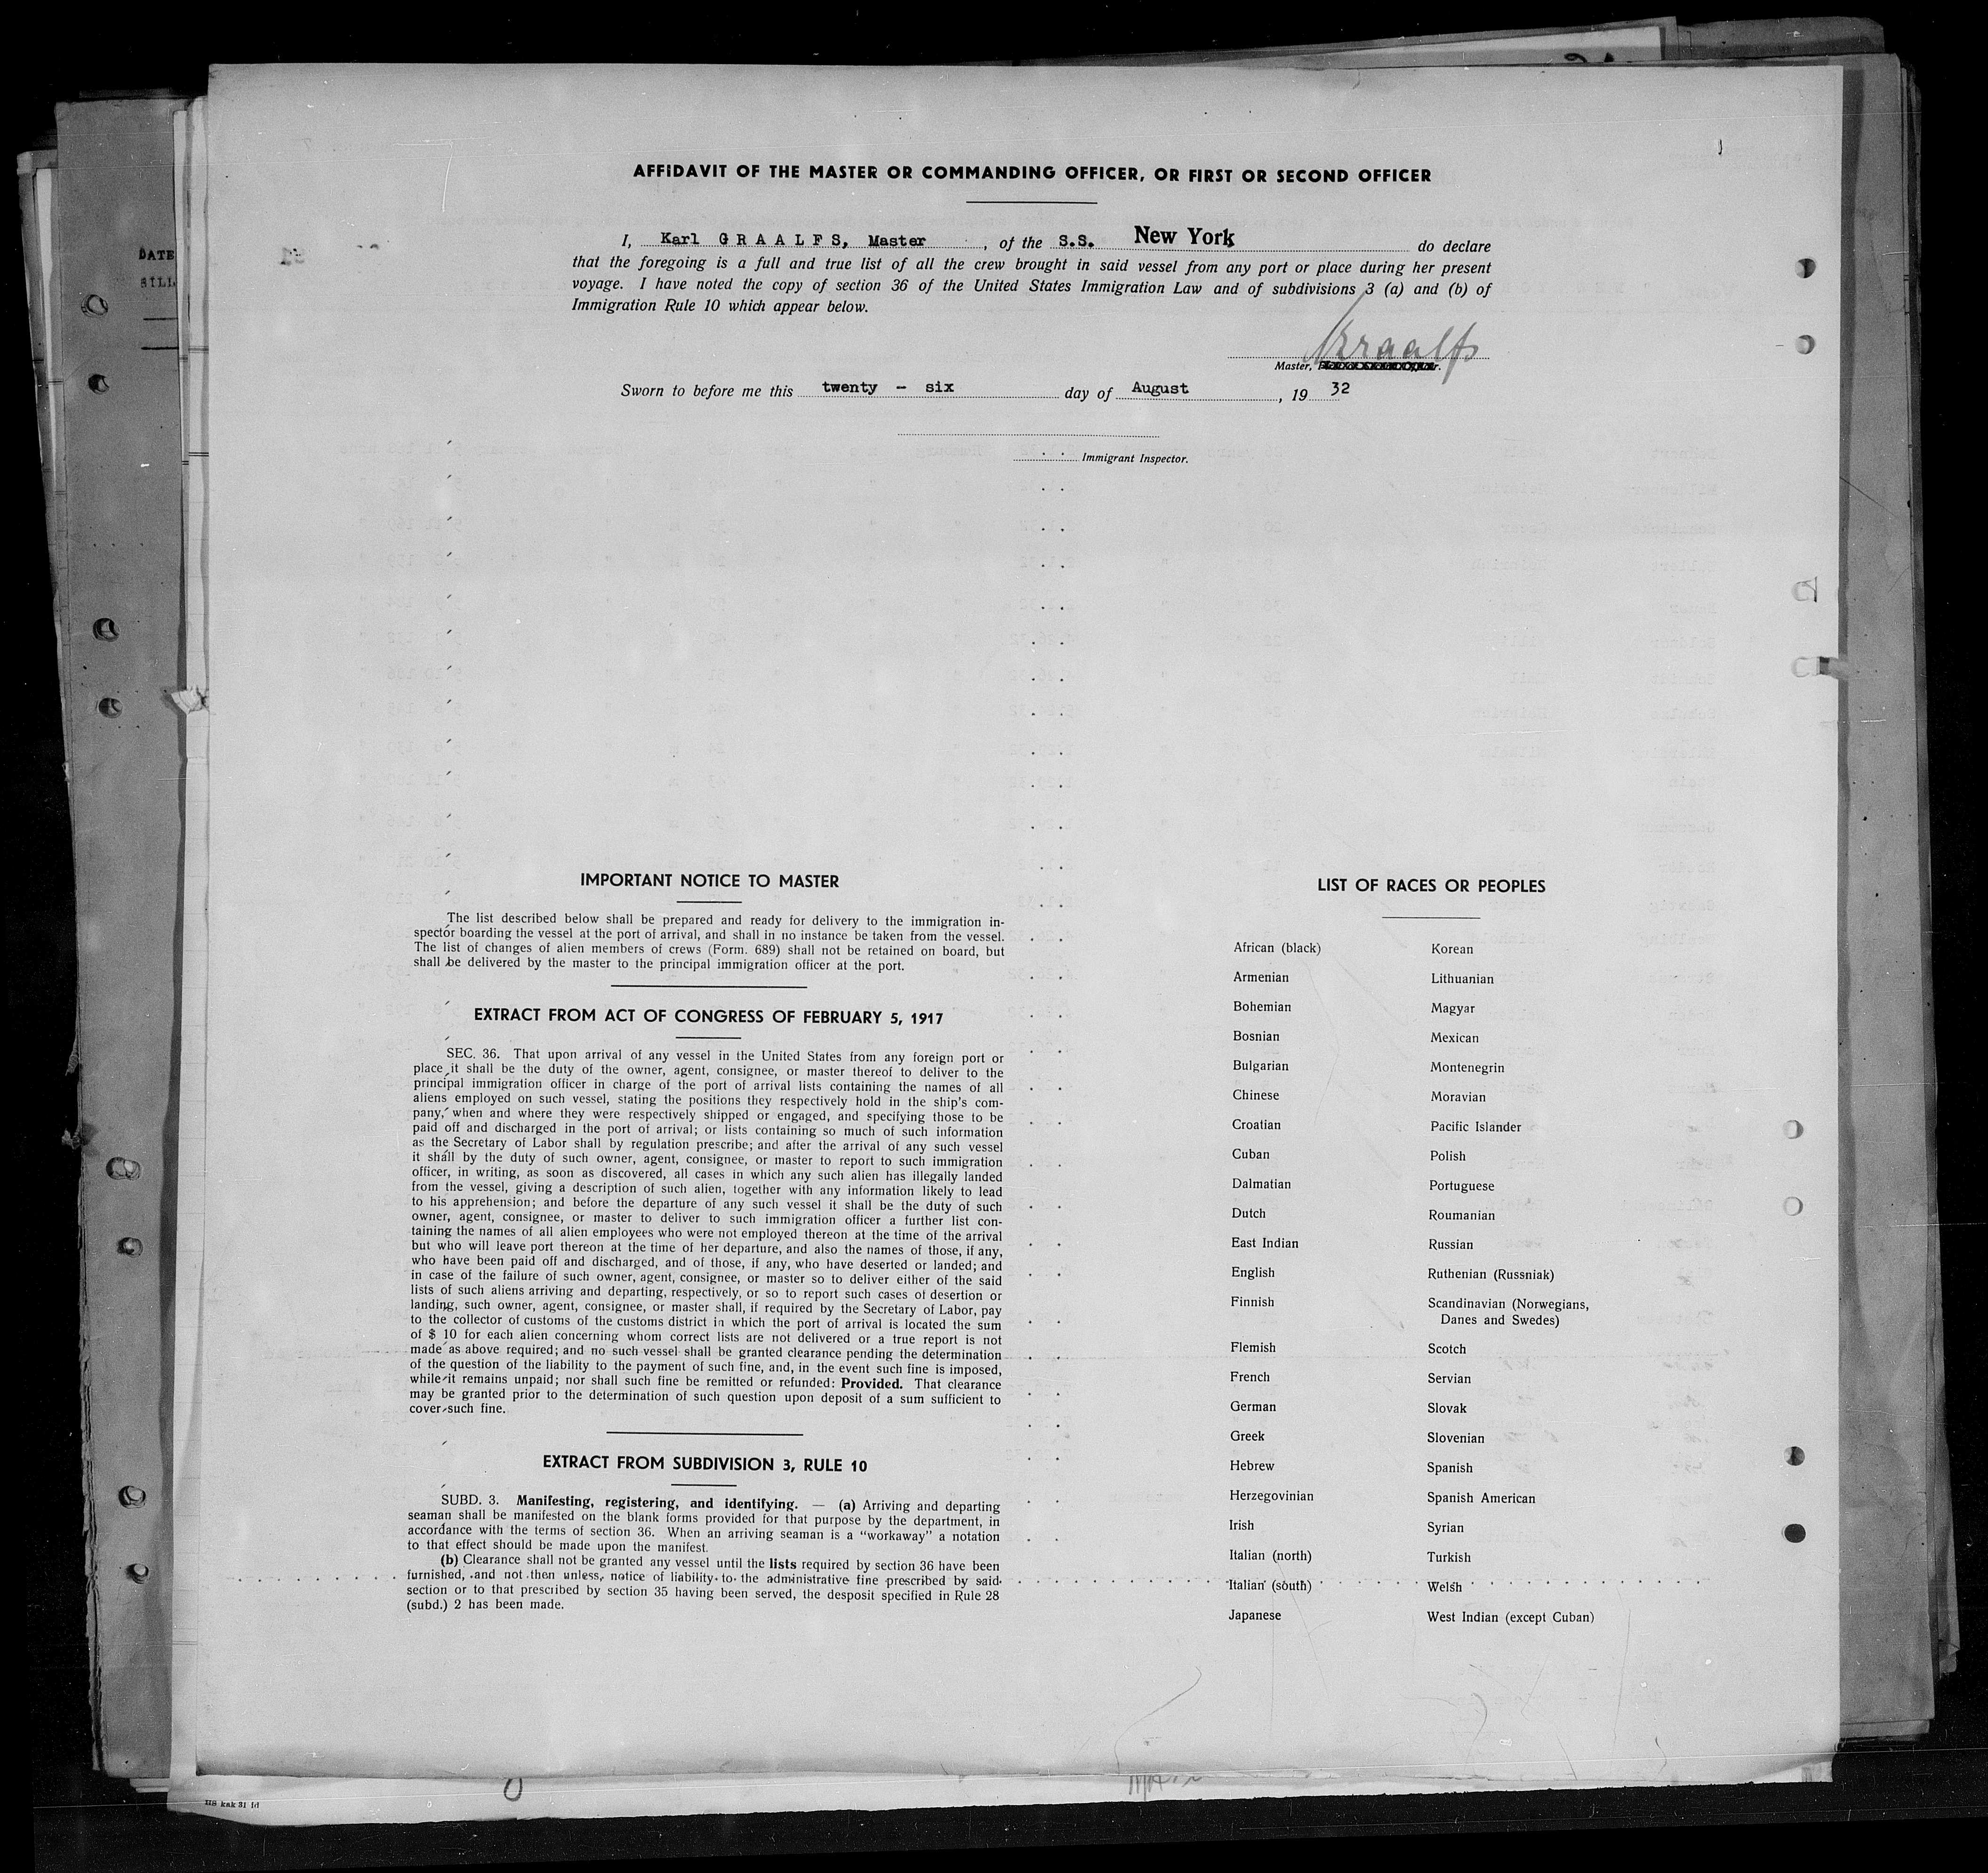 AFFIDAVIT OF THE MASTER OR COMMANDING OFFICER, OR FIRST OR SECOND OFFICER
I, Karl GRAALFS, Master, of the S.S. New York do declare
that the foregoing is a full and true list of all the crew brought in said vessel from any port or place during her present
voyage. I have noted the copy of section 36 of the United States Immigration Law and of subdivisions 3 (a) and (b) of
Immigration Rule 10 which appear below.
Graalfs
Master,
Sworn to before me this twenty - six day of August, 19 32
Immigrant Inspector.
IMPORTANT NOTICE TO MASTER
The list described below shall be prepared and ready for delivery to the immigration in-
spector boarding the vessel at the port of arrival, and shall in no instance be taken from the vessel.
The list of changes of alien members of crews (Form. 689) shall not be retained on board, but
shall be delivered by the master to the principal immigration officer at the port.
EXTRACT FROM ACT OF CONGRESS OF FEBRUARY 5, 1917
SEC. 36. That upon arrival of any vessel in the United States from any foreign port or
place it shall be the duty of the owner, agent, consignee, or master thereof to deliver to the
principal immigration officer in charge of the port of arrival lists containing the names of all
aliens employed on such vessel, stating the positions they respectively hold in the ship's com-
pany, when and where they were respectively shipped or engaged, and specifying those to be
paid off and discharged in the port of arrival; or lists containing so much of such information
as the Secretary of Labor shall by regulation prescribe; and after the arrival of any such vessel
it shall by the duty of such owner, agent, consignee, or master to report to such immigration
officer, in writing, as soon as discovered, all cases in which any such alien has illegally landed
from the vessel, giving a description of such alien, together with any information likely to lead
to his apprehension; and before the departure of any such vessel it shall be the duty of such
owner, agent, consignee, or master to deliver to such immigration officer a further list con-
taining the names of all alien employees who were not employed thereon at the time of the arrival
but who will leave port thereon at the time of her departure, and also the names of those, if any,
who have been paid off and discharged, and of those, if any, who have deserted or landed; and
in case of the failure of such owner, agent, consignee, or master so to deliver either of the said
lists of such aliens arriving and departing, respectively, or so to report such cases of desertion or
landing, such owner, agent, consignee, or master shall, if required by the Secretary of Labor, pay
to the collector of customs of the customs district in which the port of arrival is located the sum
of $ 10 for each alien concerning whom correct lists are not delivered or a true report is not
made as above required; and no such vessel shall be granted clearance pending the determination
of the question of the liability to the payment of such fine, and, in the event such fine is imposed,
while it remains unpaid; nor shall such fine be remitted or refunded: Provided. That clearance
may be granted prior to the determination of such question upon deposit of a sum sufficient to
cover such fine.
EXTRACT FROM SUBDIVISION 3, RULE 10
SUBD. 3. Manifesting, registering, and identifying. — (a) Arriving and departing
seaman shall be manifested on the blank forms provided for that purpose by the department, in
accordance with the terms of section 36. When an arriving seaman is a "workaway" a notation
to that effect should be made upon the manifest.
(b) Clearance shall not be granted any vessel until the lists required by section 36 have been
furnished, and not then unless, notice of liability to the administrative fine prescribed by said
section or to that prescribed by section 35 having been served, the desposit specified in Rule 28
(subd.) 2 has been made.
LIST OF RACES OR PEOPLES
African (black)
Armenian
Bohemian
Bosnian
Bulgarian
Chinese
Croatian
Cuban
Dalmatian
Dutch
East Indian
English
Finnish
Flemish
French
German
Greek
Hebrew
Herzegovinian
Irish
Italian (north)
Italian (south)
Japanese
Korean
Lithuanian
Magyar
Mexican
Montenegrin
Moravian
Pacific Islander
Polish
Portuguese
Roumanian
Russian
Ruthenian (Russniak)
Scandinavian (Norwegians,
Danes and Swedes)
Scotch
Servian
Slovak
Slovenian
Spanish
Spanish American
Syrian
Turkish
Welsh
West Indian (except Cuban)
DATE